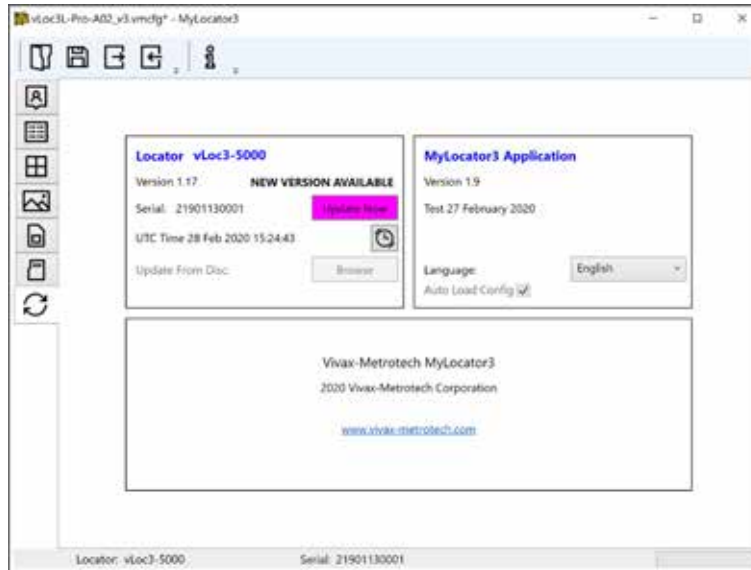 vLoc3L-Pro-A02_v3.vmcfg* - MyLocator3
Locator vLoc3-5000
Version 1.17 NEW VERSION AVAILABLE
Serial: 21901130001 Update Now
UTC Time 28 Feb 2020 15:24:43
Update From Disc: Browse
MyLocator3 Application
Version 1.9
Test 27 February 2020
Language: English
Auto Load Config
Vivax-Metrotech MyLocator3
2020 Vivax-Metrotech Corporation
www.vivax-metrotech.com
Locator: vLoc3-5000 Serial: 21901130001